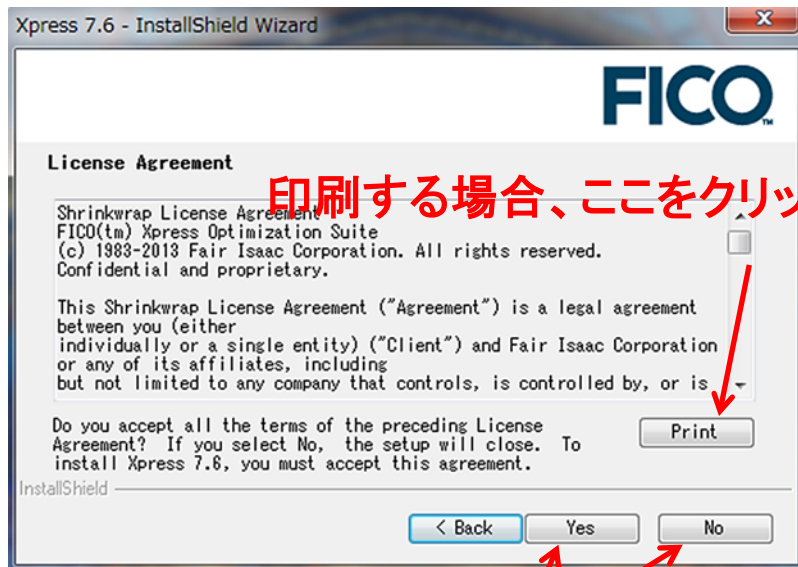 Xpress 7.6 - InstallShield Wizard
FICO™
License Agreement
印刷する場合、ここをクリッ
Shrinkwrap License Agreement
FICO(tm) Xpress Optimization Suite
(c) 1983-2013 Fair Isaac Corporation. All rights reserved.
Confidential and proprietary.
This Shrinkwrap License Agreement ("Agreement") is a legal agreement
between you (either
individually or a single entity) ("Client") and Fair Isaac Corporation
or any of its affiliates, including
but not limited to any company that controls, is controlled by, or is
Do you accept all the terms of the preceding License
Agreement? If you select No, the setup will close. To
install Xpress 7.6, you must accept this agreement.
Print
InstallShield
< Back
Yes
No